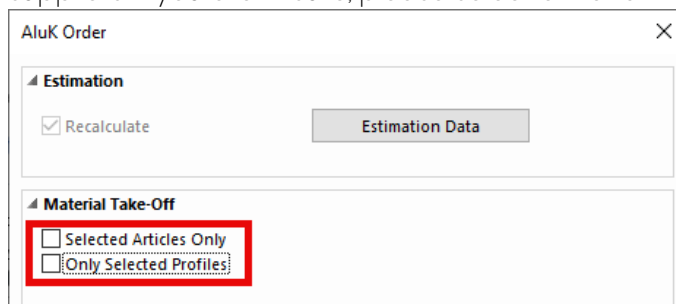 AluK Order
Estimation
Recalculate
Estimation Data
Material Take-Off
Selected Articles Only
Only Selected Profiles